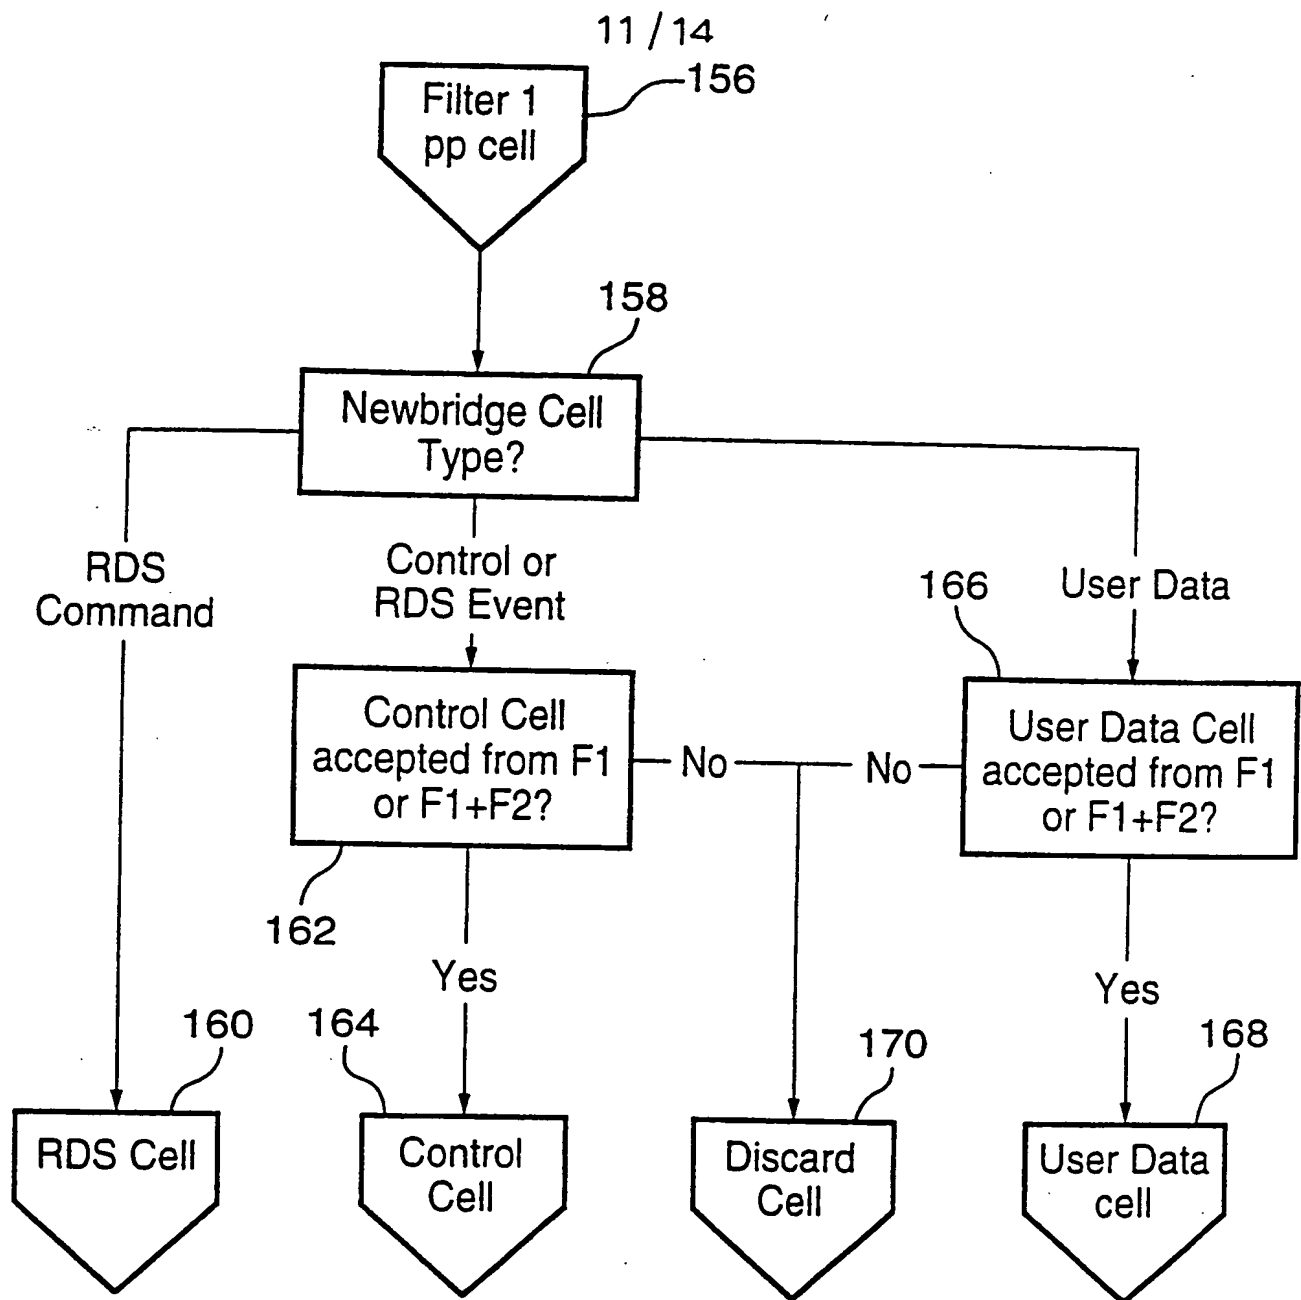 11 / 14
156
Filter 1
pp cell
158
Newbridge Cell
Type?
RDS
Command
Control or
RDS Event
166
User Data
Control Cell
accepted from F1
or F1+F2?
No
No
User Data Cell
accepted from F1
or F1+F2?
162
Yes
Yes
160
164
170
168
RDS Cell
Control
Cell
Discard
Cell
User Data
cell